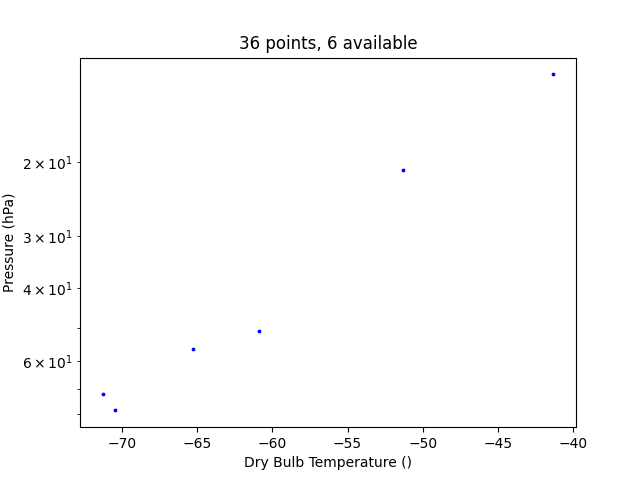 36 points, 6 available
Pressure (hPa)
2 × 10¹
3 × 10¹
4 × 10¹
6 × 10¹
−70 −65 −60 −55 −50 −45 −40
Dry Bulb Temperature ()